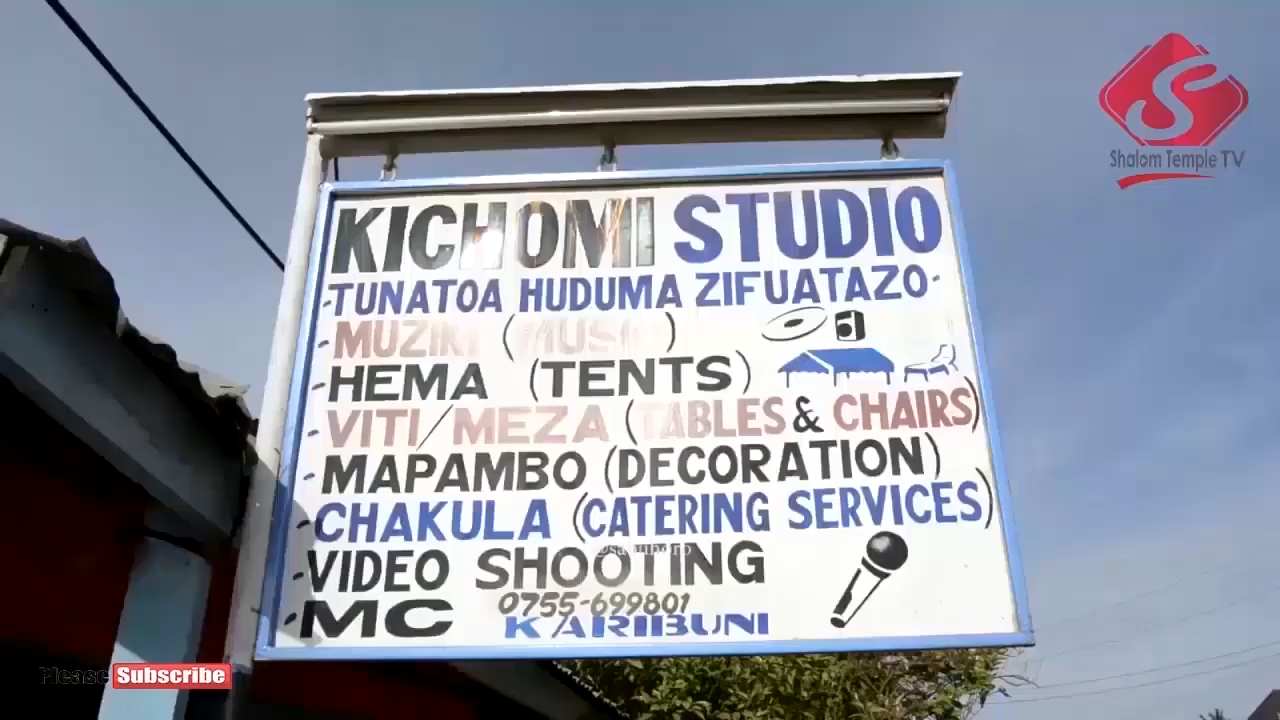 Shalom Temple TV
KICHOMI STUDIO
-TUNATOA HUDUMA ZIFUATAZO-
-MUZIKI (MUSIC)
-HEMA (TENTS)
-VITI/MEZA (TABLES & CHAIRS)
-MAPAMBO (DECORATION)
-CHAKULA (CATERING SERVICES)
-VIDEO SHOOTING
-MC 0755-699801
KARIBUNI
Please Subscribe